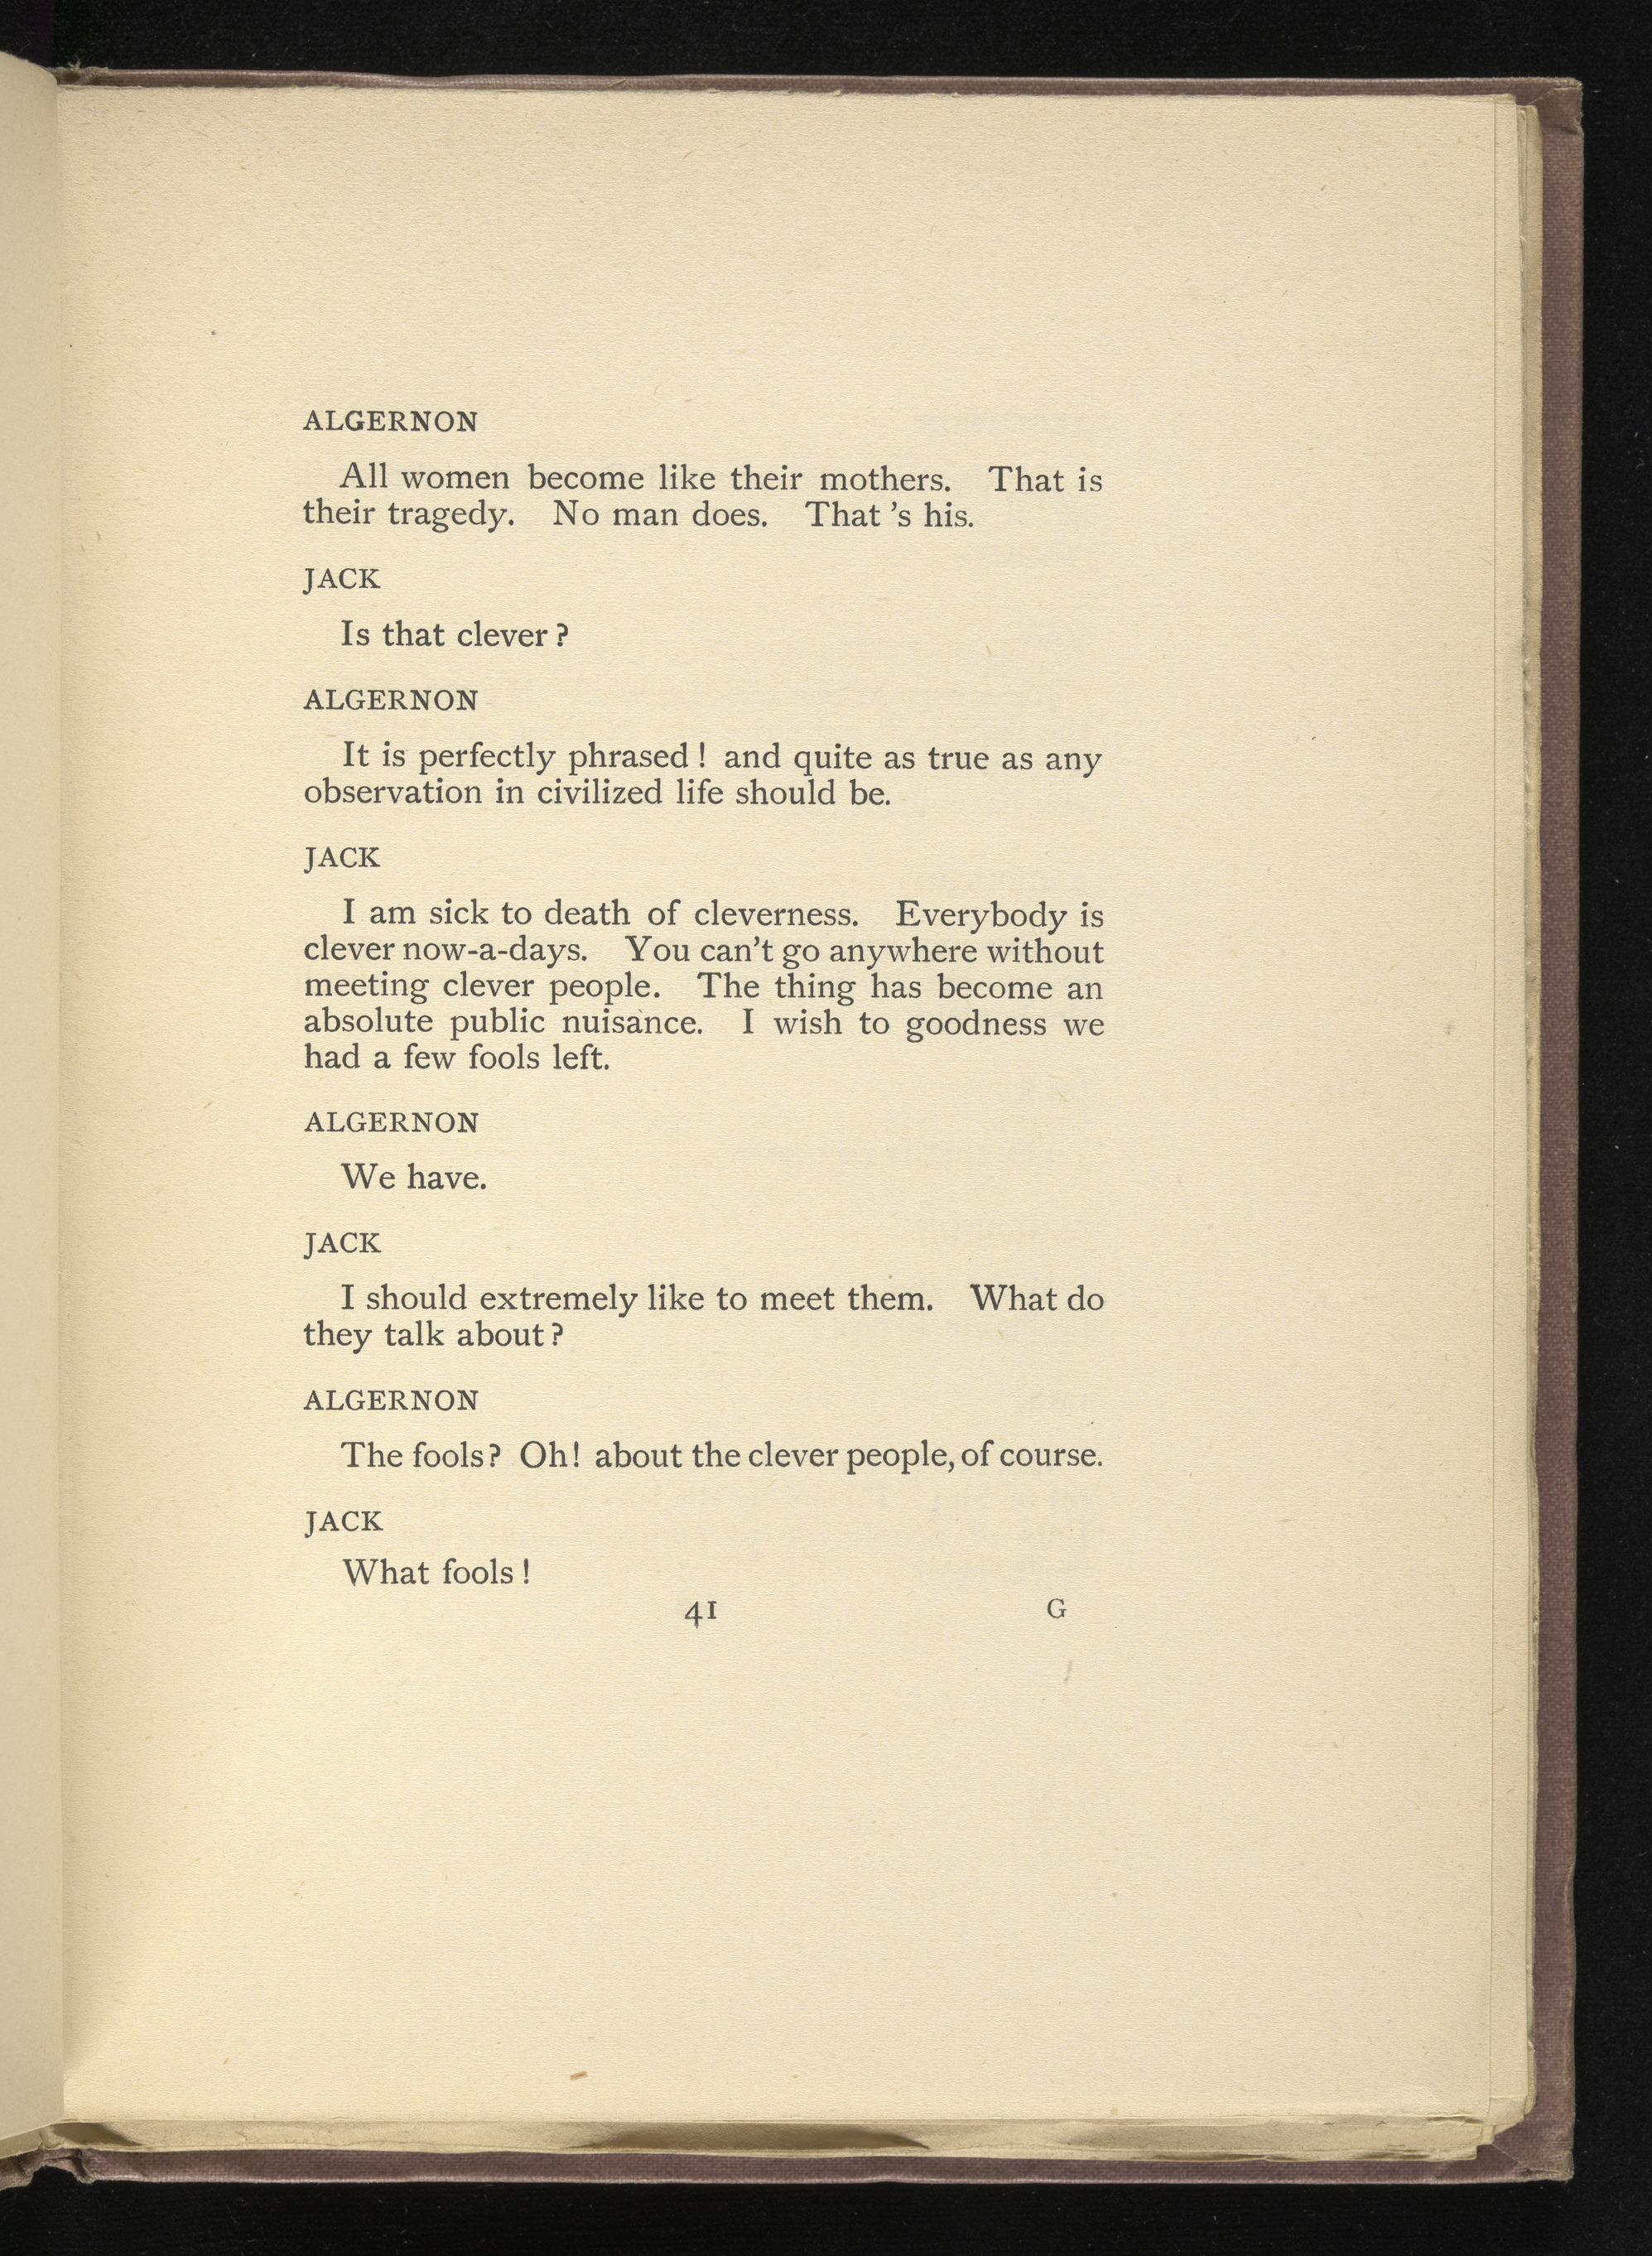 ALGERNON
All women become like their mothers. That is
their tragedy. No man does. That 's his.
JACK
Is that clever ?
ALGERNON
It is perfectly phrased ! and quite as true as any
observation in civilized life should be.
JACK
I am sick to death of cleverness. Everybody is
clever now-a-days. You can't go anywhere without
meeting clever people. The thing has become an
absolute public nuisance. I wish to goodness we
had a few fools left.
ALGERNON
We have.
JACK
I should extremely like to meet them. What do
they talk about ?
ALGERNON
The fools ? Oh ! about the clever people, of course.
JACK
What fools !
41 G